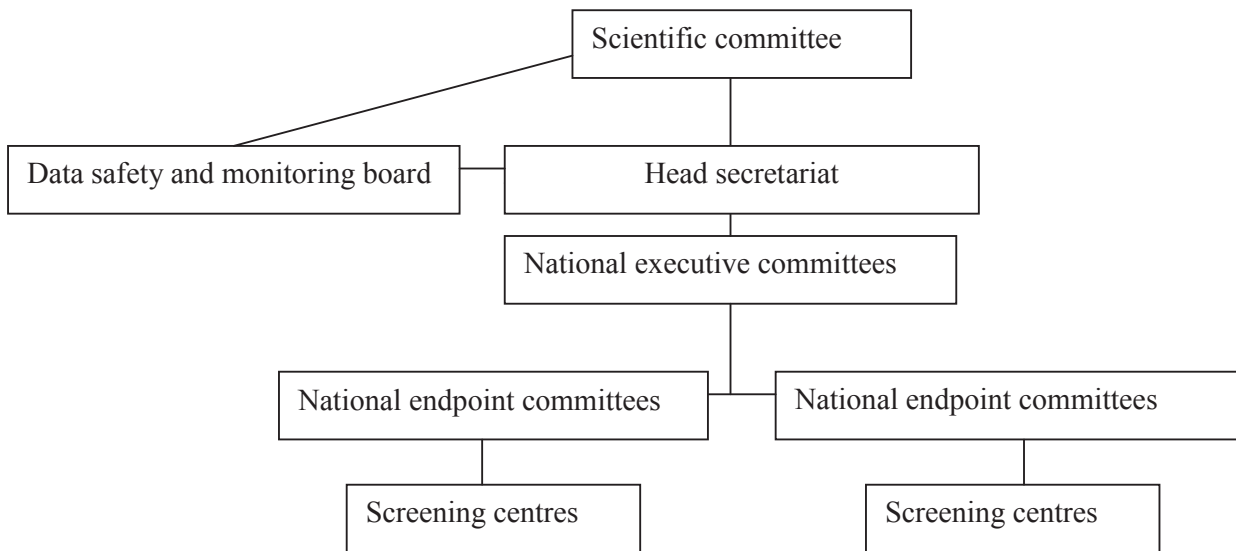 Scientific committee
Data safety and monitoring board
Head secretariat
National executive committees
National endpoint committees
National endpoint committees
Screening centres
Screening centres